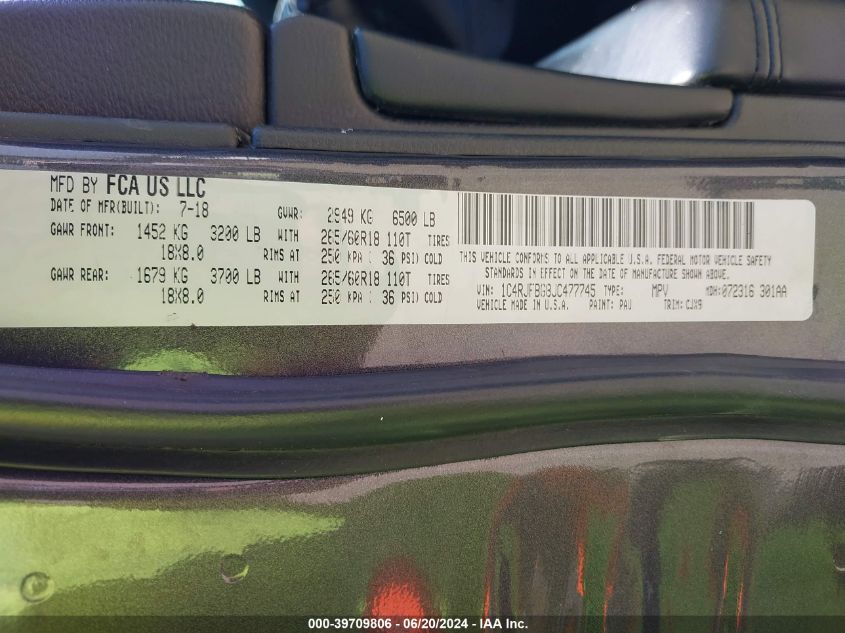 MFD BY FCA US LLC
DATE OF MFR(BUILT): 7-18 GVWR: 2949 KG 6500 LB
GAWR FRONT: 1452 KG 3200 LB WITH 265/60R18 110T TIRES
18X8.0 RIMS AT 250 KPA ( 36 PSI) COLD
GAWR REAR: 1679 KG 3700 LB WITH 265/60R18 110T TIRES
18X8.0 RIMS AT 250 KPA ( 36 PSI) COLD
THIS VEHICLE CONFORMS TO ALL APPLICABLE U.S.A. FEDERAL MOTOR VEHICLE SAFETY
STANDARDS IN EFFECT ON THE DATE OF MANUFACTURE SHOWN ABOVE.
VIN: 1C4RJFBG8JC477745 TYPE: MPV MDH: 072316 301AA
VEHICLE MADE IN U.S.A. PAINT: PAU TRIM: CJX9
000-39709806 - 06/20/2024 - IAA Inc.